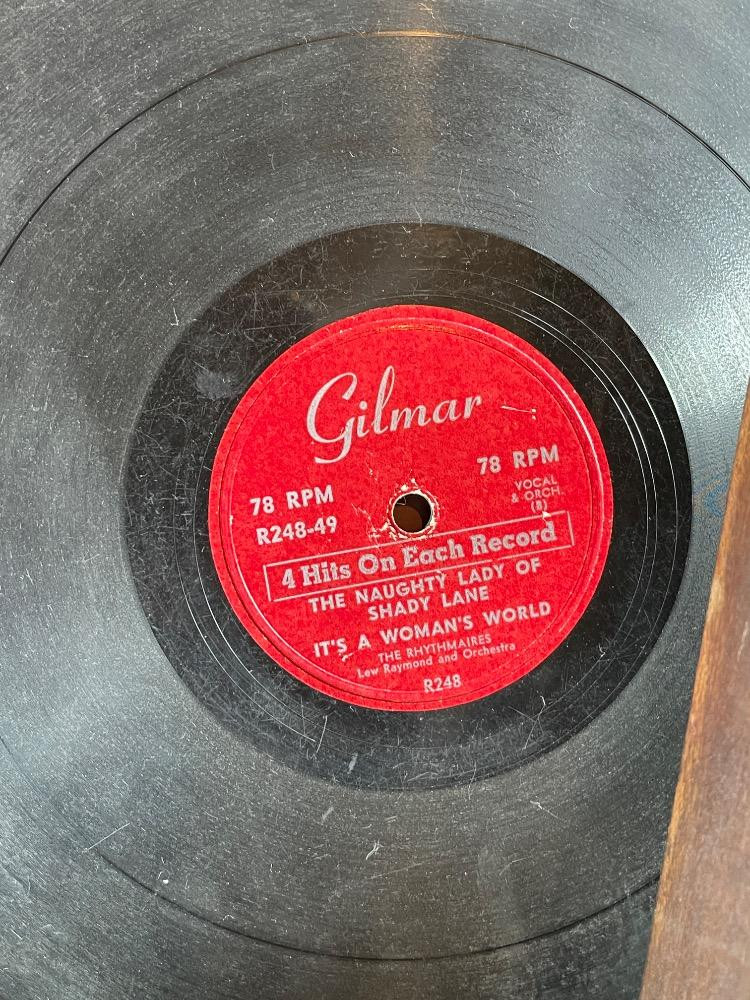 Gilmar
78 RPM
78 RPM
R248-49
VOCAL
& ORCH.
(B)
4 Hits On Each Record
THE NAUGHTY LADY OF
SHADY LANE
IT'S A WOMAN'S WORLD
THE RHYTHMAIRES
Lew Raymond and Orchestra
R248